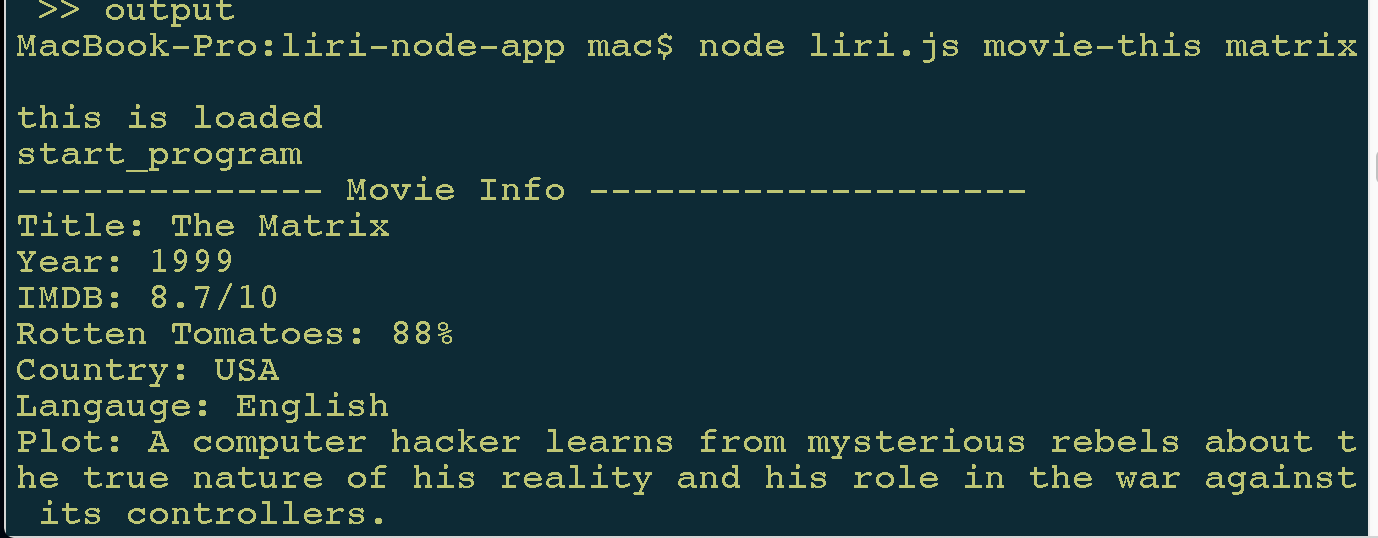 >> output
MacBook-Pro:liri-node-app mac$ node liri.js movie-this matrix
this is loaded
start_program
-------------- Movie Info --------------------
Title: The Matrix
Year: 1999
IMDB: 8.7/10
Rotten Tomatoes: 88%
Country: USA
Langauge: English
Plot: A computer hacker learns from mysterious rebels about t
he true nature of his reality and his role in the war against
its controllers.